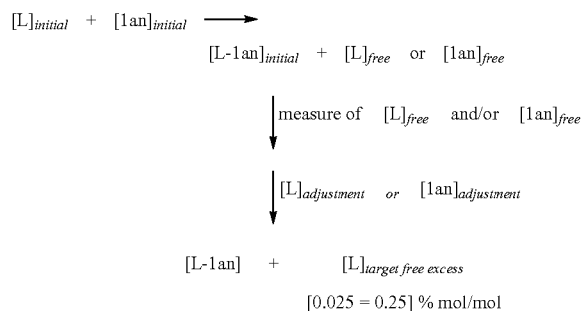 [L]initial + [1an]initial
[L-1an]initial + [L]free or [1an]free
measure of [L]free and/or [1an]free
[L]adjustment or [1an]adjustment
[L-1an] + [L]target free excess
[0.025 = 0.25] % mol/mol